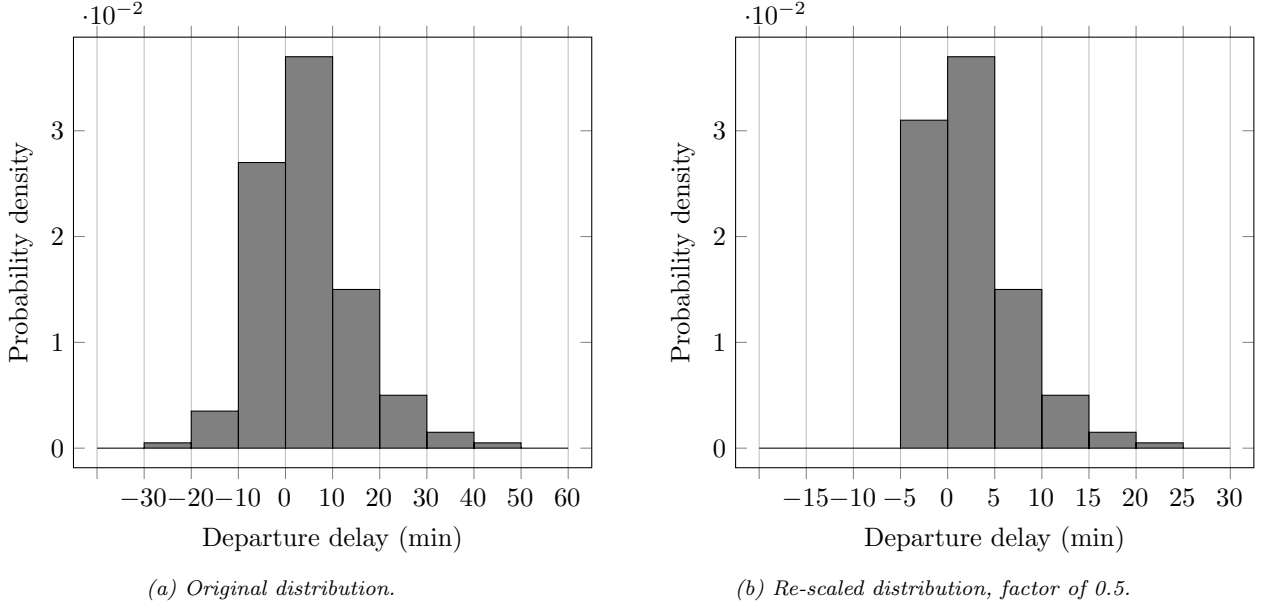 ·10⁻²
3
2
1
0
Probability density
−30 −20 −10 0 10 20 30 40 50 60
Departure delay (min)
(a) Original distribution.
·10⁻²
3
2
1
0
Probability density
−15 −10 −5 0 5 10 15 20 25 30
Departure delay (min)
(b) Re-scaled distribution, factor of 0.5.